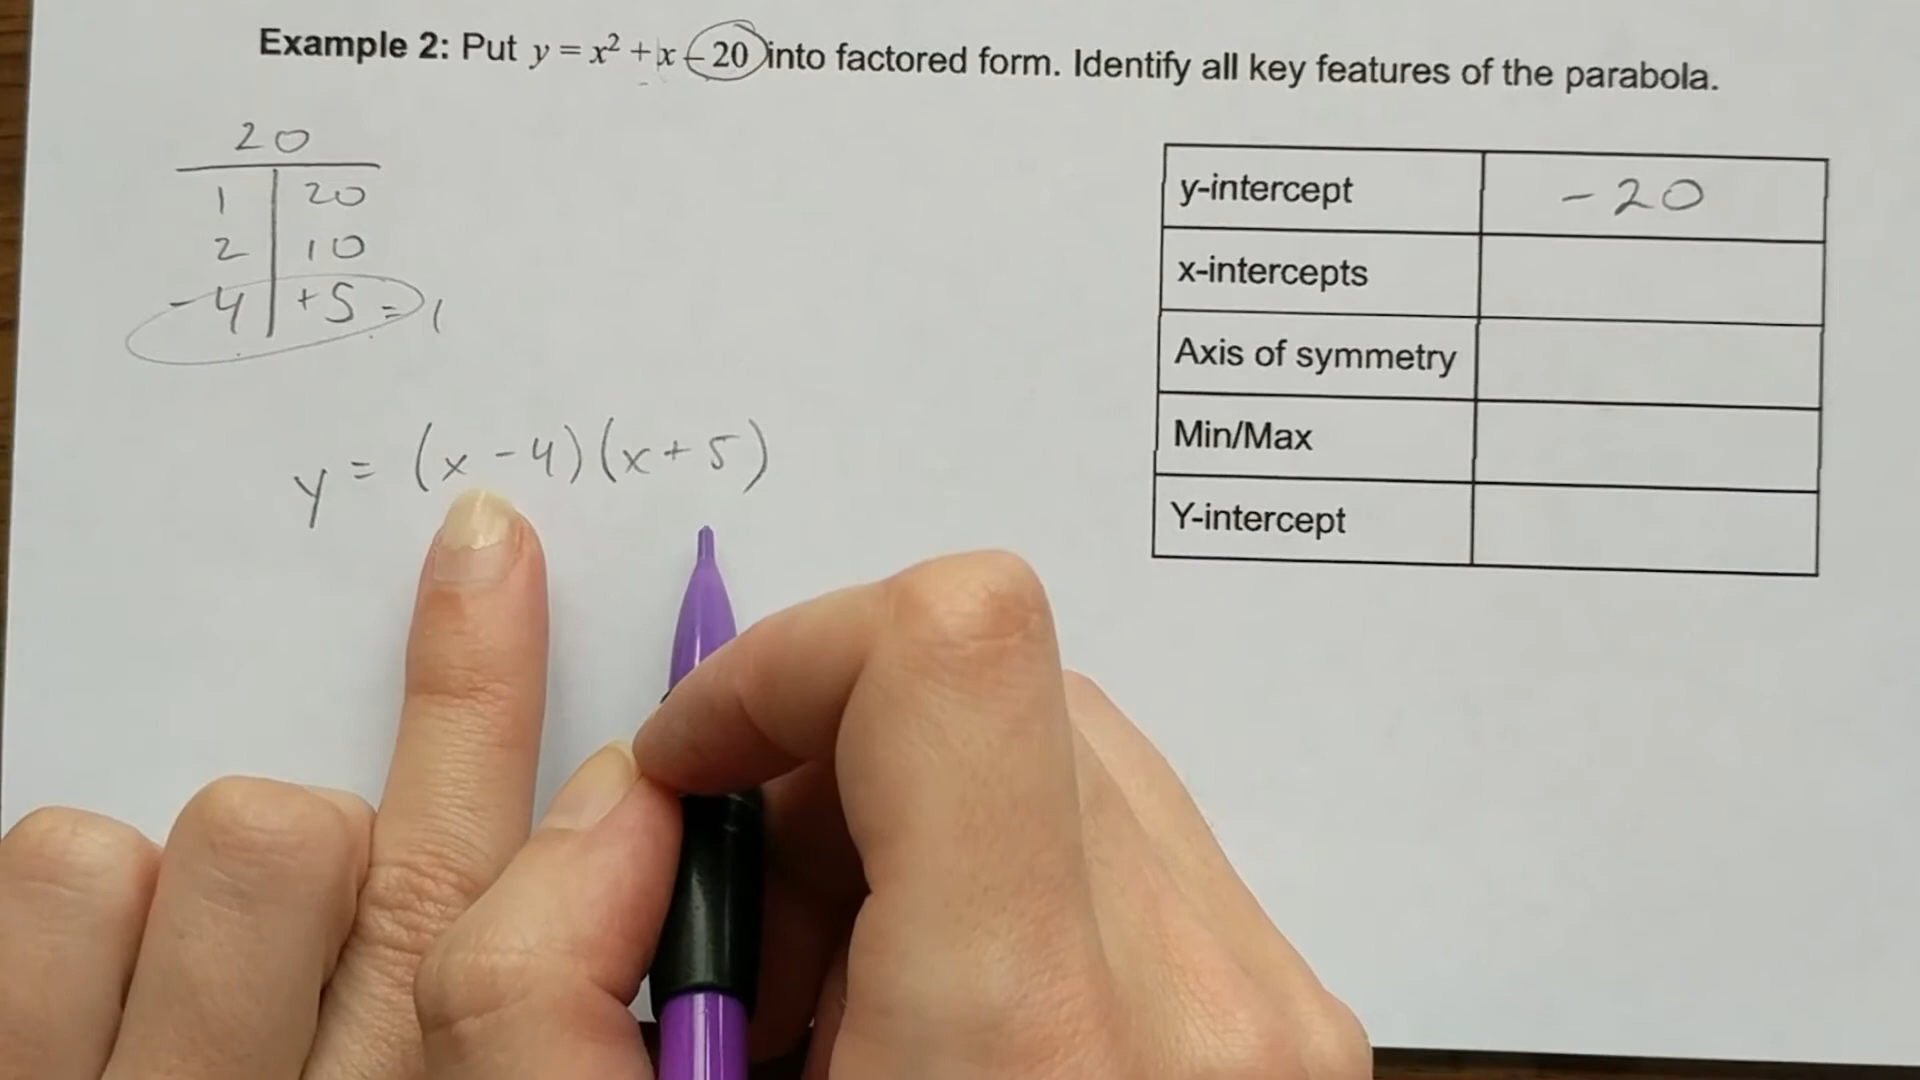 Example 2: Put y = x² + x - 20 into factored form. Identify all key features of the parabola.
20
1 20
2 10
-4 +5 = 1
y = (x - 4)(x + 5)
y-intercept -20
x-intercepts
Axis of symmetry
Min/Max
Y-intercept